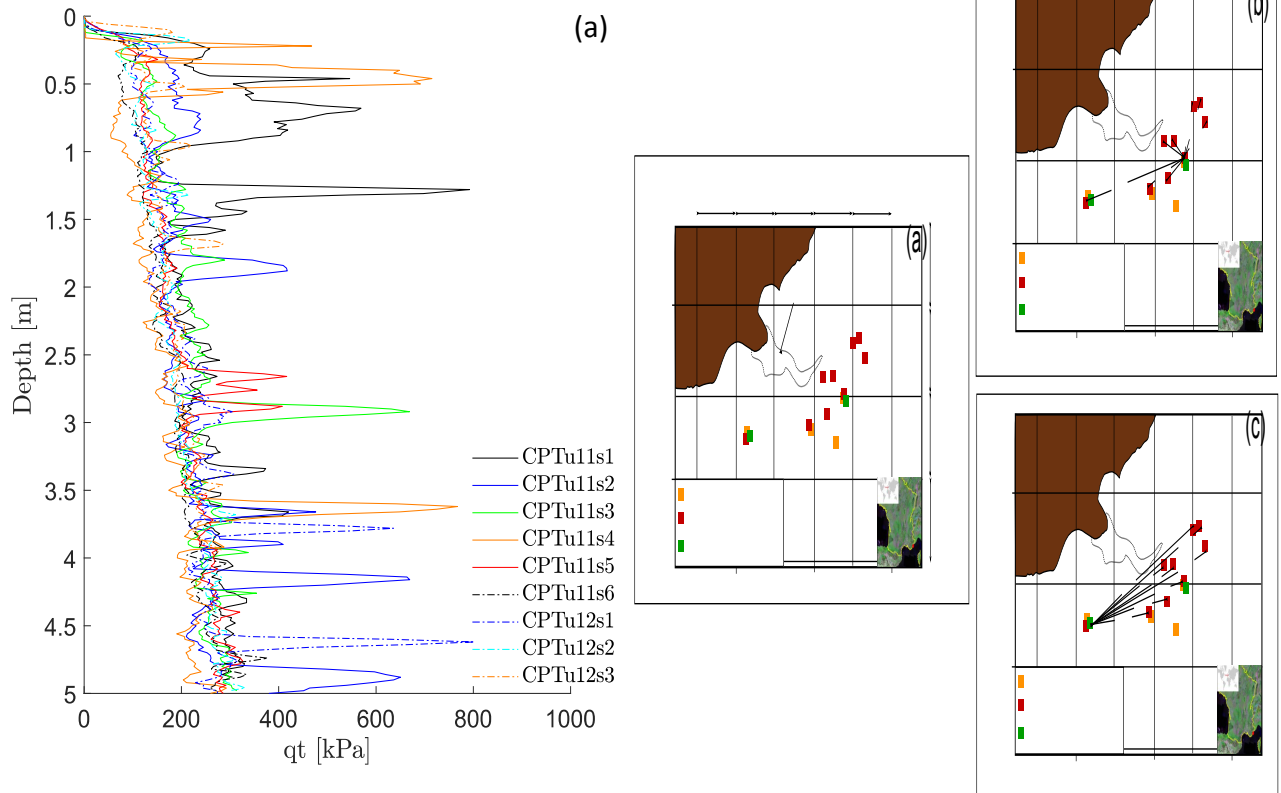 (a)
0
0.5
1
1.5
2
2.5
3
3.5
4
4.5
5
Depth [m]
0
200
400
600
800
1000
qt [kPa]
CPTu11s1
CPTu11s2
CPTu11s3
CPTu11s4
CPTu11s5
CPTu11s6
CPTu12s1
CPTu12s2
CPTu12s3
(a)
(b)
(c)